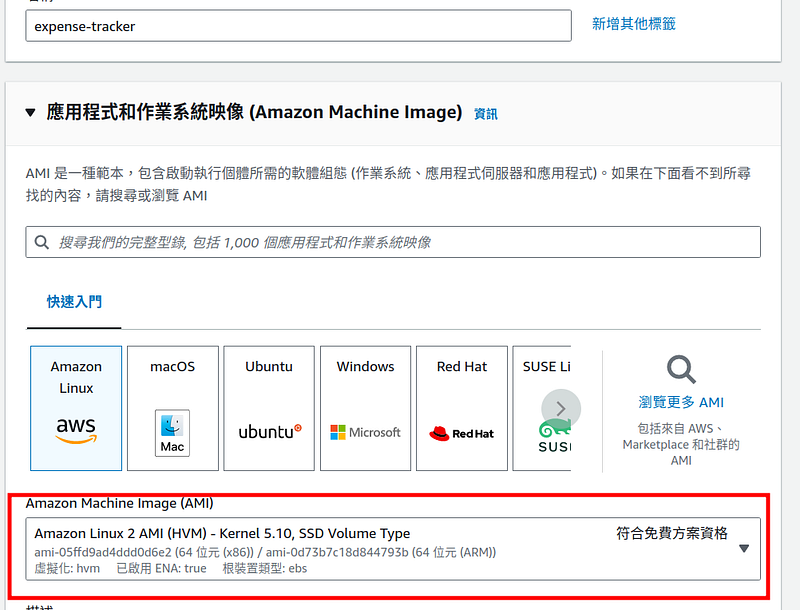 expense-tracker
新增其他標籤
應用程式和作業系統映像 (Amazon Machine Image) 資訊
AMI 是一種範本，包含啟動執行個體所需的軟體組態 (作業系統、應用程式伺服器和應用程式)。如果在下面看不到所尋
找的內容，請搜尋或瀏覽 AMI
搜尋我們的完整型錄, 包括 1,000 個應用程式和作業系統映像
快速入門
Amazon
Linux
aws
macOS
Mac
Ubuntu
ubuntu
Windows
Microsoft
Red Hat
Red Hat
SUSE Li
SUS
瀏覽更多 AMI
包括來自 AWS、
Marketplace 和社群的
AMI
Amazon Machine Image (AMI)
Amazon Linux 2 AMI (HVM) - Kernel 5.10, SSD Volume Type
符合免費方案資格
ami-05ffd9ad4ddd0d6e2 (64 位元 (x86)) / ami-0d73b7c18d844793b (64 位元 (ARM))
虛擬化: hvm 已啟用 ENA: true 根裝置類型: ebs